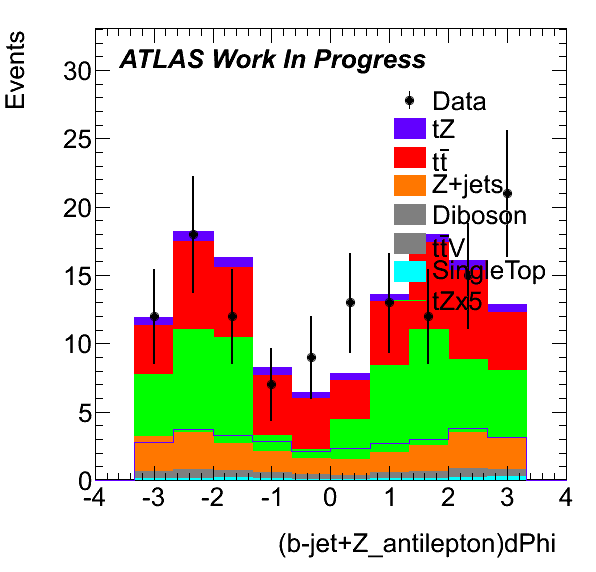 Events
ATLAS Work In Progress
Data
tZ
tt̄
Z+jets
Diboson
tt̄V
SingleTop
tZx5
30
25
20
15
10
5
0
-4 -3 -2 -1 0 1 2 3 4
(b-jet+Z_antilepton)dPhi